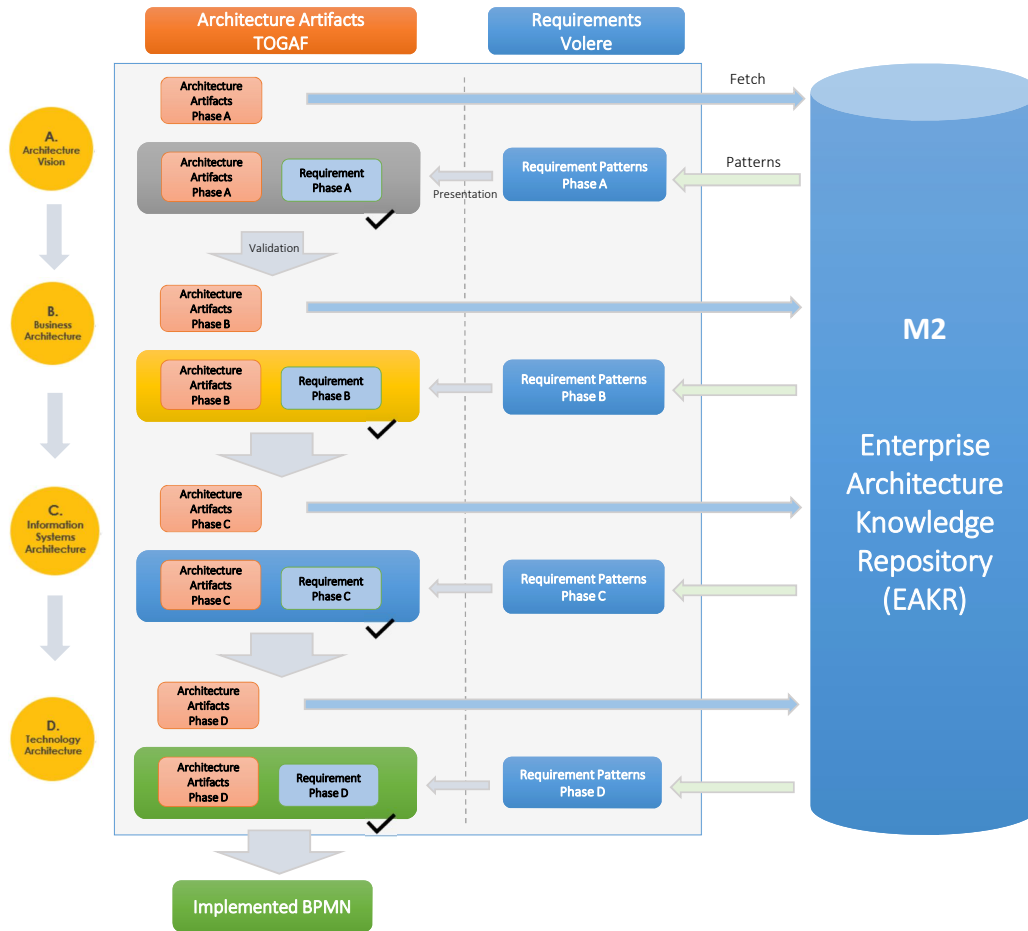 Architecture Artifacts
TOGAF
Requirements
Volere
Fetch
Architecture
Artifacts
Phase A
A.
Architecture
Vision
Architecture
Artifacts
Phase A
Requirement
Phase A
Presentation
Requirement Patterns
Phase A
Patterns
Validation
Architecture
Artifacts
Phase B
B.
Business
Architecture
M2
Architecture
Artifacts
Phase B
Requirement
Phase B
Requirement Patterns
Phase B
Enterprise
Architecture
Knowledge
Repository
(EAKR)
Architecture
Artifacts
Phase C
C.
Information
Systems
Architecture
Architecture
Artifacts
Phase C
Requirement
Phase C
Requirement Patterns
Phase C
Architecture
Artifacts
Phase D
D.
Technology
Architecture
Architecture
Artifacts
Phase D
Requirement
Phase D
Requirement Patterns
Phase D
Implemented BPMN